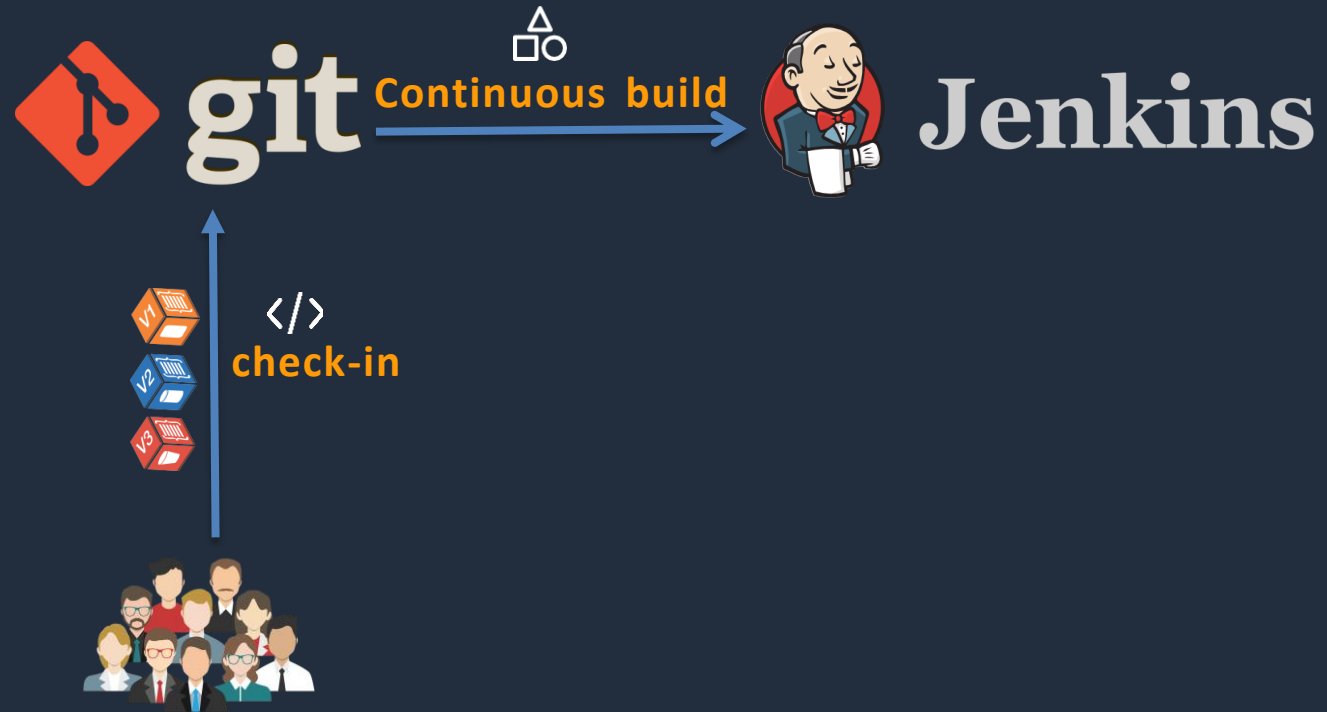 git
Continuous build
Jenkins
V1
</>
check-in
V2
V3